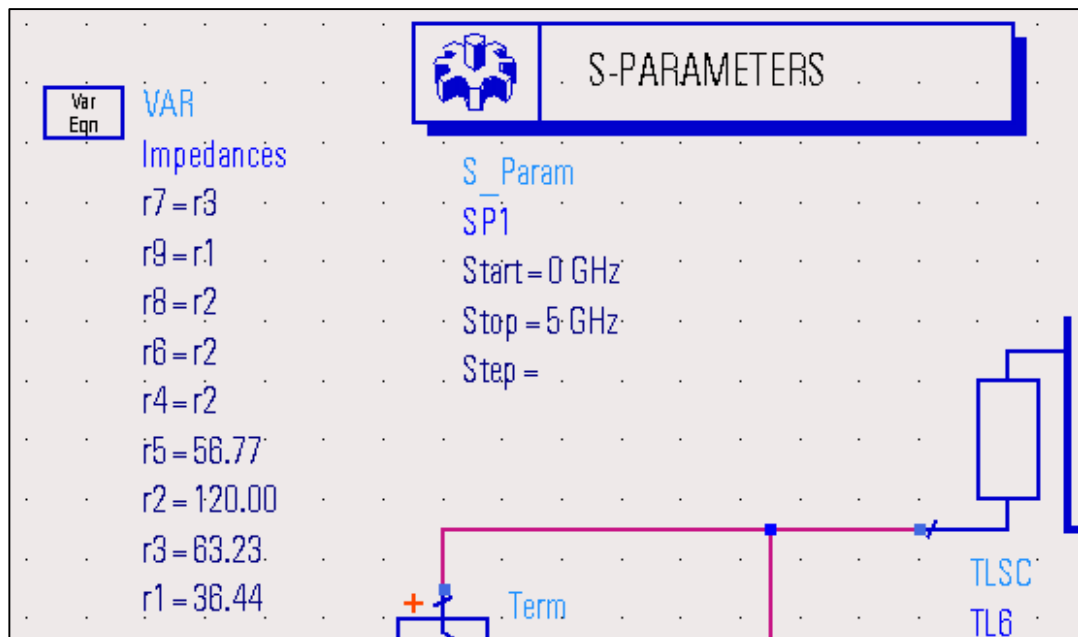 Var
Eqn
VAR
Impedances
r7=r3
r9=r1
r8=r2
r6=r2
r4=r2
r5=56.77
r2=120.00
r3=63.23
r1=36.44
S-PARAMETERS
S_Param
SP1
Start=0 GHz
Stop=5 GHz
Step=
+
Term
TLSC
TL6